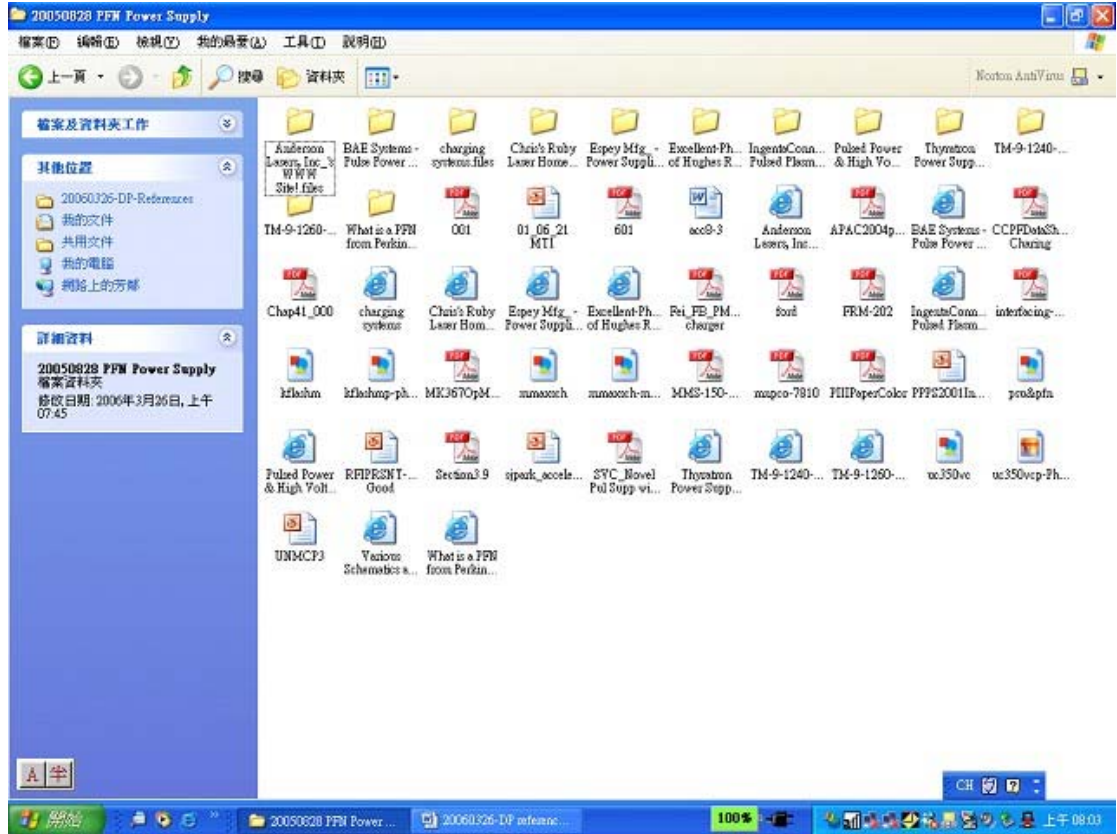 20050828 PFN Power Supply
檔案(F) 編輯(E) 檢視(V) 我的最愛(A) 工具(T) 說明(H)
上一頁 搜尋 資料夾
Norton AntiVirus
檔案及資料夾工作
其他位置
20060326-DP-References
我的文件
共用文件
我的電腦
網路上的芳鄰
詳細資料
20050828 PFN Power Supply
檔案資料夾
修改日期: 2006年3月26日, 上午 07:45
Anderson Lasers, Inc_'s WWW Site!.files
BAE Systems - Pulse Power ...
charging systems.files
Chris's Ruby Laser Home...
Espey Mfg_ - Power Suppli...
Excellent-Ph... of Hughes R...
IngentaConn... Pulsed Plasm...
Pulsed Power & High Vo...
Thyratron Power Supp...
TM-9-1240-...
TM-9-1260-...
What is a PFN from Perkin...
001
01_06_21 MTI
601
acc8-3
Anderson Lasers, Inc...
APAC2004p...
BAE Systems - Pulse Power ...
CCPFDataSh... Charing
Chap41_000
charging systems
Chris's Ruby Laser Hom...
Espey Mfg_ - Power Suppli...
Excellent-Ph... of Hughes R...
Fei_FB_PM... charger
ford
FRM-202
IngentaConn... Pulsed Plasm...
interfacing-...
kflashm
kflashmp-ph...
MK367OpM...
mmaxsch
mmaxsch-m...
MMS-150-...
mxpco-7810
PHIPaperColor
PPPS2001In...
pro&pfn
Pulsed Power & High Volt...
RFIPRSNT-... Good
Section3.9
sjpark_accele...
SVC_Novel Pul Supp wi...
Thyratron Power Supp...
TM-9-1240-...
TM-9-1260-...
uc350vc
uc350vcp-Ph...
UNMCP3
Various Schematics a...
What is a PFN from Perkin...
A 半
CH
開始
20050828 PFN Power ...
20060326-DP referenc...
100%
上午 08:03